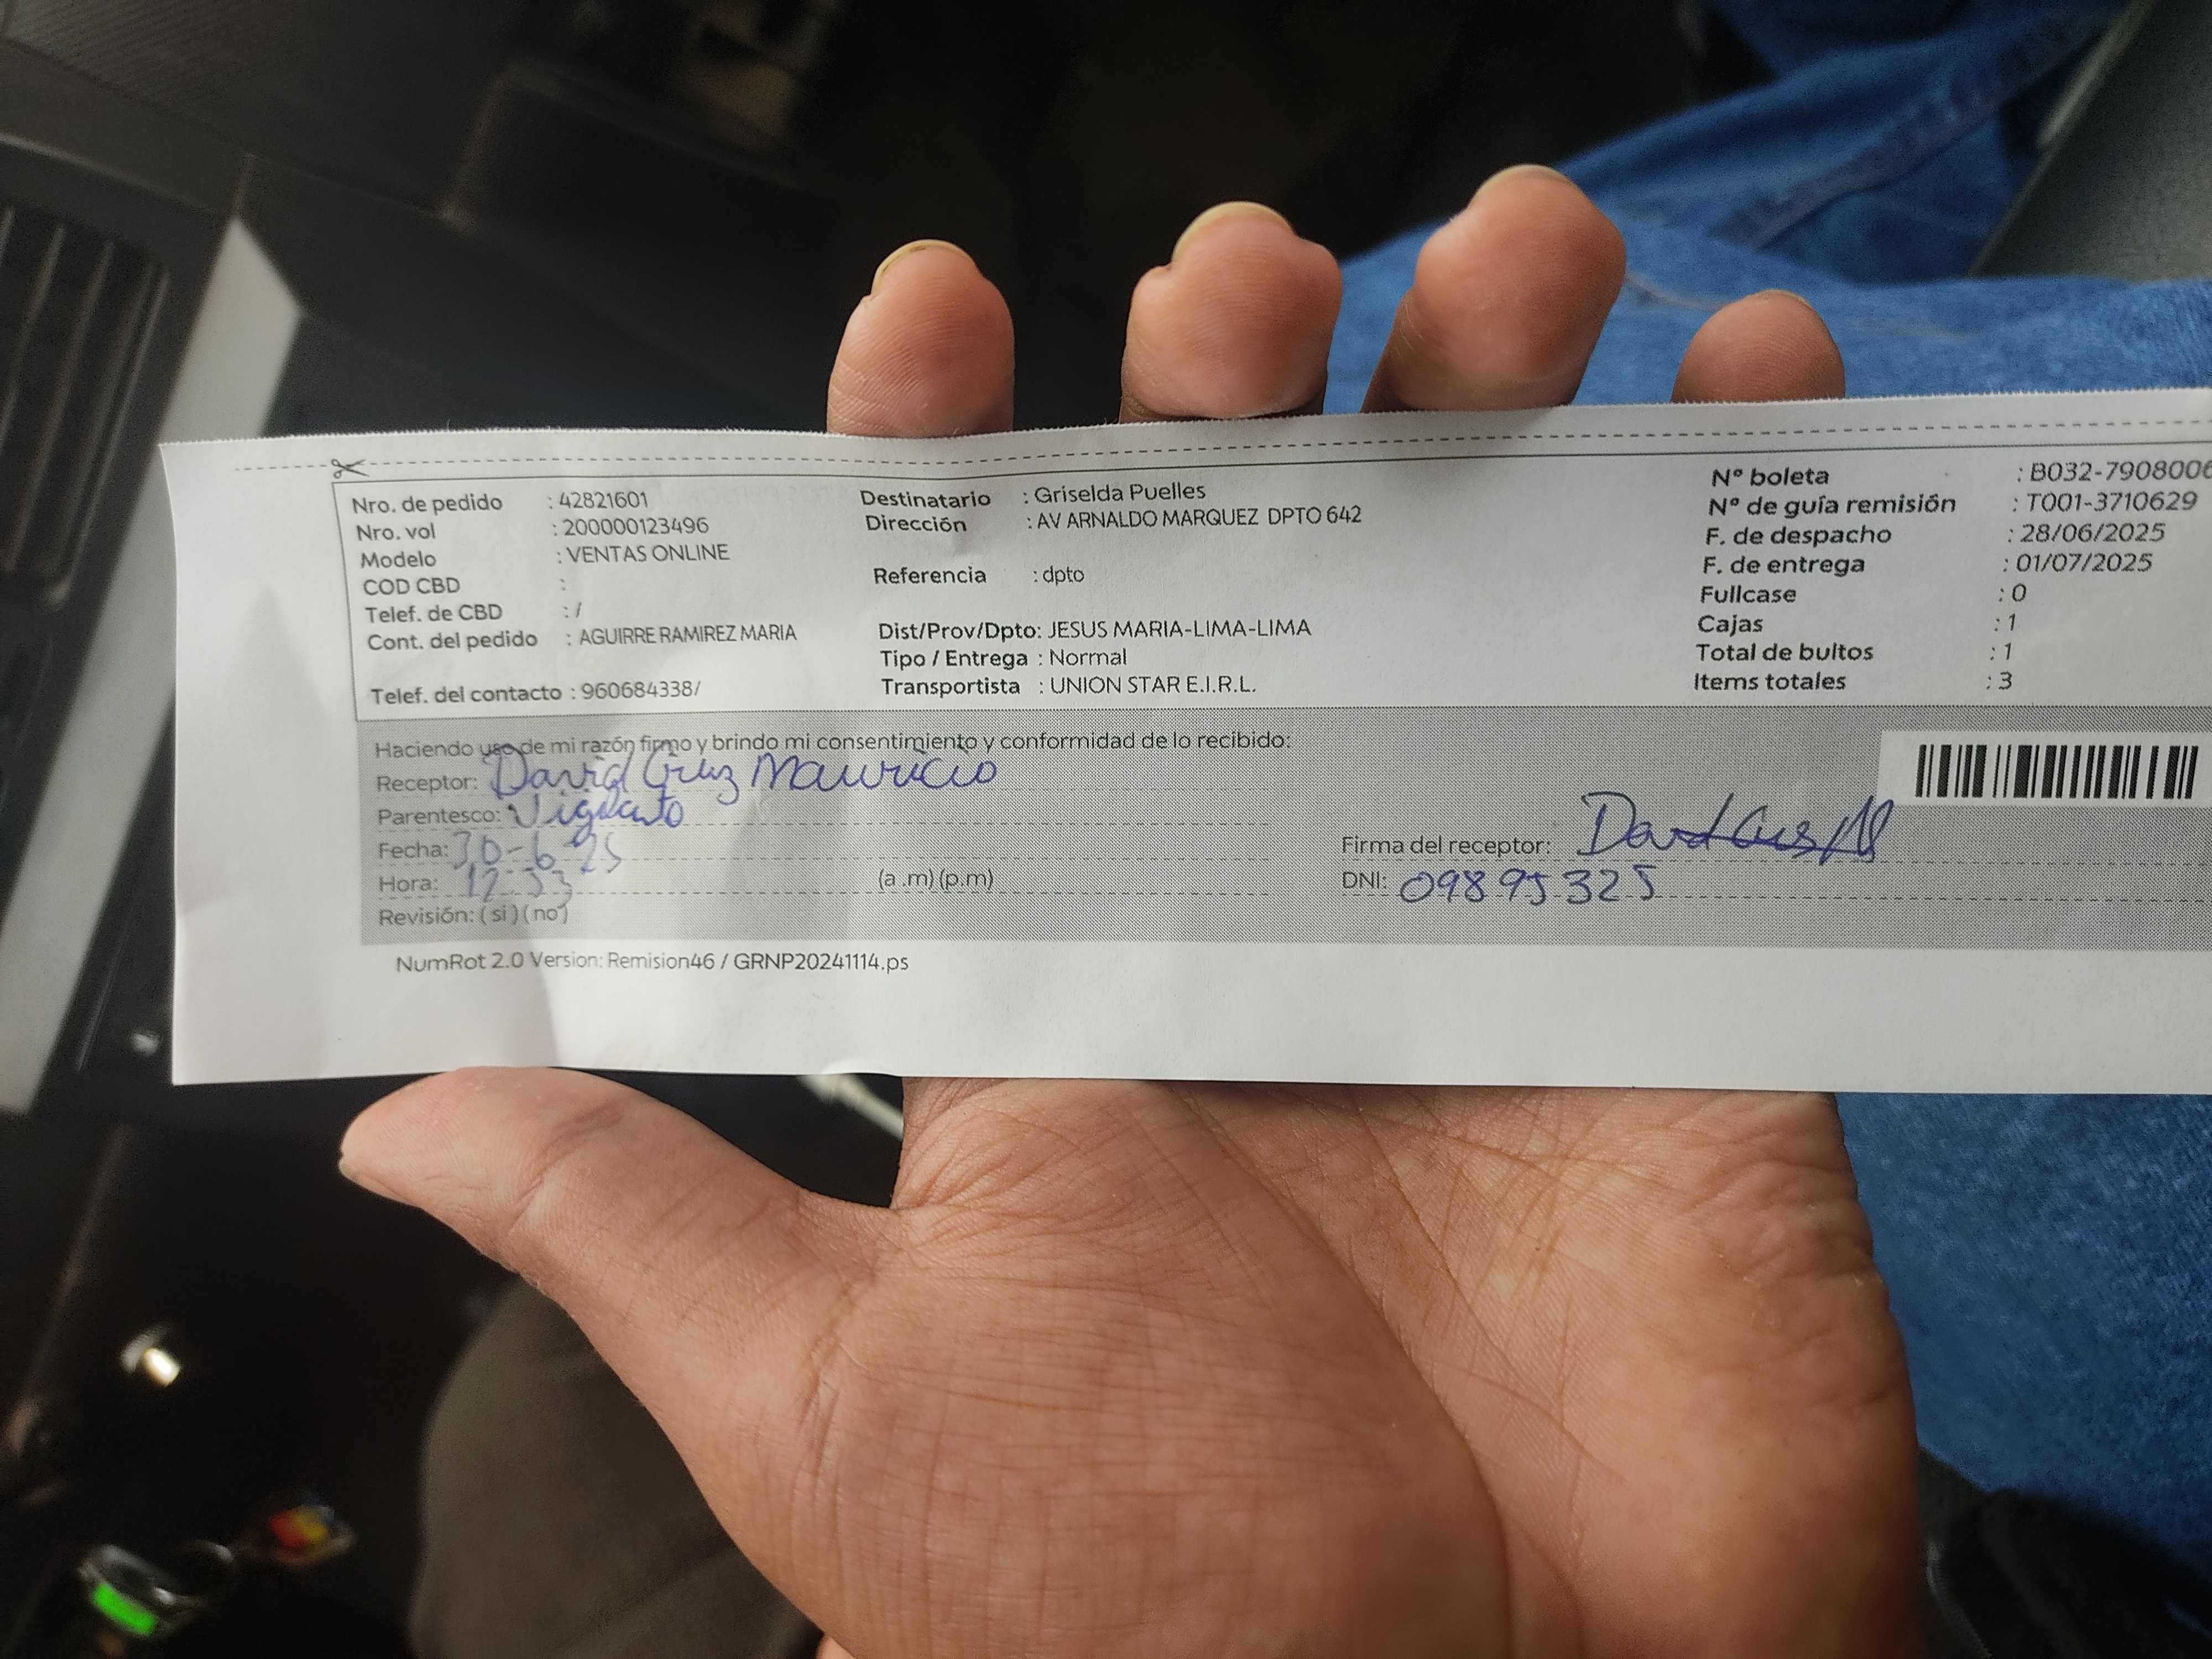 Nro. de pedido : 42821601
Nro. vol : 200000123496
Modelo : VENTAS ONLINE
COD CBD :
Telef. de CBD : /
Cont. del pedido : AGUIRRE RAMIREZ MARIA
Telef. del contacto : 960684338/
Destinatario : Griselda Puelles
Dirección : AV ARNALDO MARQUEZ DPTO 642
Referencia : dpto
Dist/Prov/Dpto: JESUS MARIA-LIMA-LIMA
Tipo / Entrega : Normal
Transportista : UNION STAR E.I.R.L.
Nº boleta : B032-7908006
Nº de guía remisión : T001-3710629
F. de despacho : 28/06/2025
F. de entrega : 01/07/2025
Fullcase : 0
Cajas : 1
Total de bultos : 1
Items totales : 3
Haciendo uso de mi razón firmo y brindo mi consentimiento y conformidad de lo recibido:
Receptor: David Cruz Mauricio
Parentesco:
Fecha: 30-6-25
Hora: 12-53 (a .m) (p.m)
Revisión: ( si ) ( no )
Firma del receptor:
DNI: 09895325
NumRot 2.0 Version: Remision46 / GRNP20241114.ps